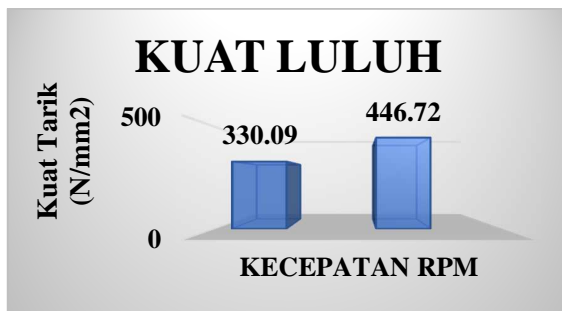 KUAT LULUH
Kuat Tarik
(N/mm2)
500
0
330.09
446.72
KECEPATAN RPM